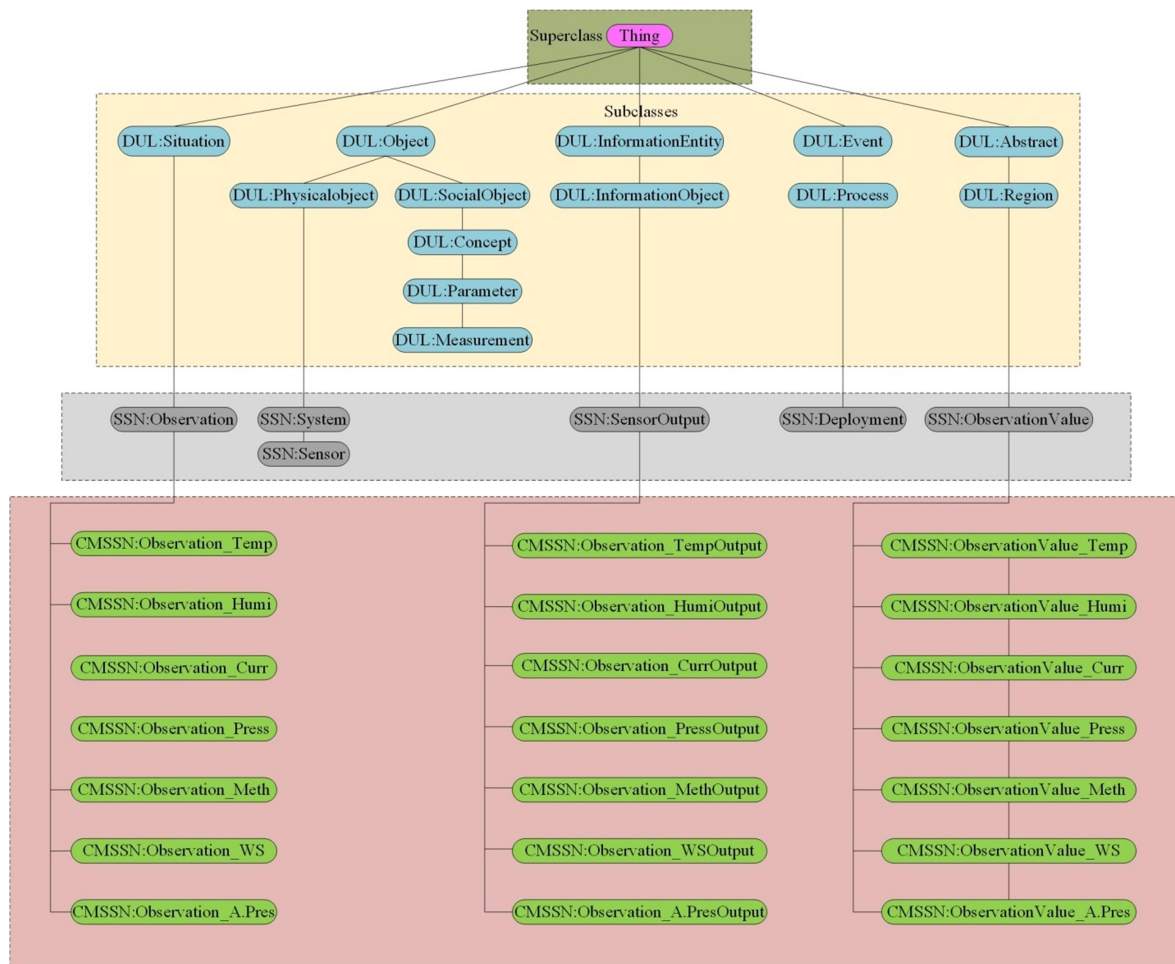 Superclass
Thing
Subclasses
DUL:Situation
DUL:Object
DUL:InformationEntity
DUL:Event
DUL:Abstract
DUL:Physicalobject
DUL:SocialObject
DUL:InformationObject
DUL:Process
DUL:Region
DUL:Concept
DUL:Parameter
DUL:Measurement
SSN:Observation
SSN:System
SSN:SensorOutput
SSN:Deployment
SSN:ObservationValue
SSN:Sensor
CMSSN:Observation_Temp
CMSSN:Observation_TempOutput
CMSSN:ObservationValue_Temp
CMSSN:Observation_Humi
CMSSN:Observation_HumiOutput
CMSSN:ObservationValue_Humi
CMSSN:Observation_Curr
CMSSN:Observation_CurrOutput
CMSSN:ObservationValue_Curr
CMSSN:Observation_Press
CMSSN:Observation_PressOutput
CMSSN:ObservationValue_Press
CMSSN:Observation_Meth
CMSSN:Observation_MethOutput
CMSSN:ObservationValue_Meth
CMSSN:Observation_WS
CMSSN:Observation_WSOutput
CMSSN:ObservationValue_WS
CMSSN:Observation_A.Pres
CMSSN:Observation_A.PresOutput
CMSSN:ObservationValue_A.Pres